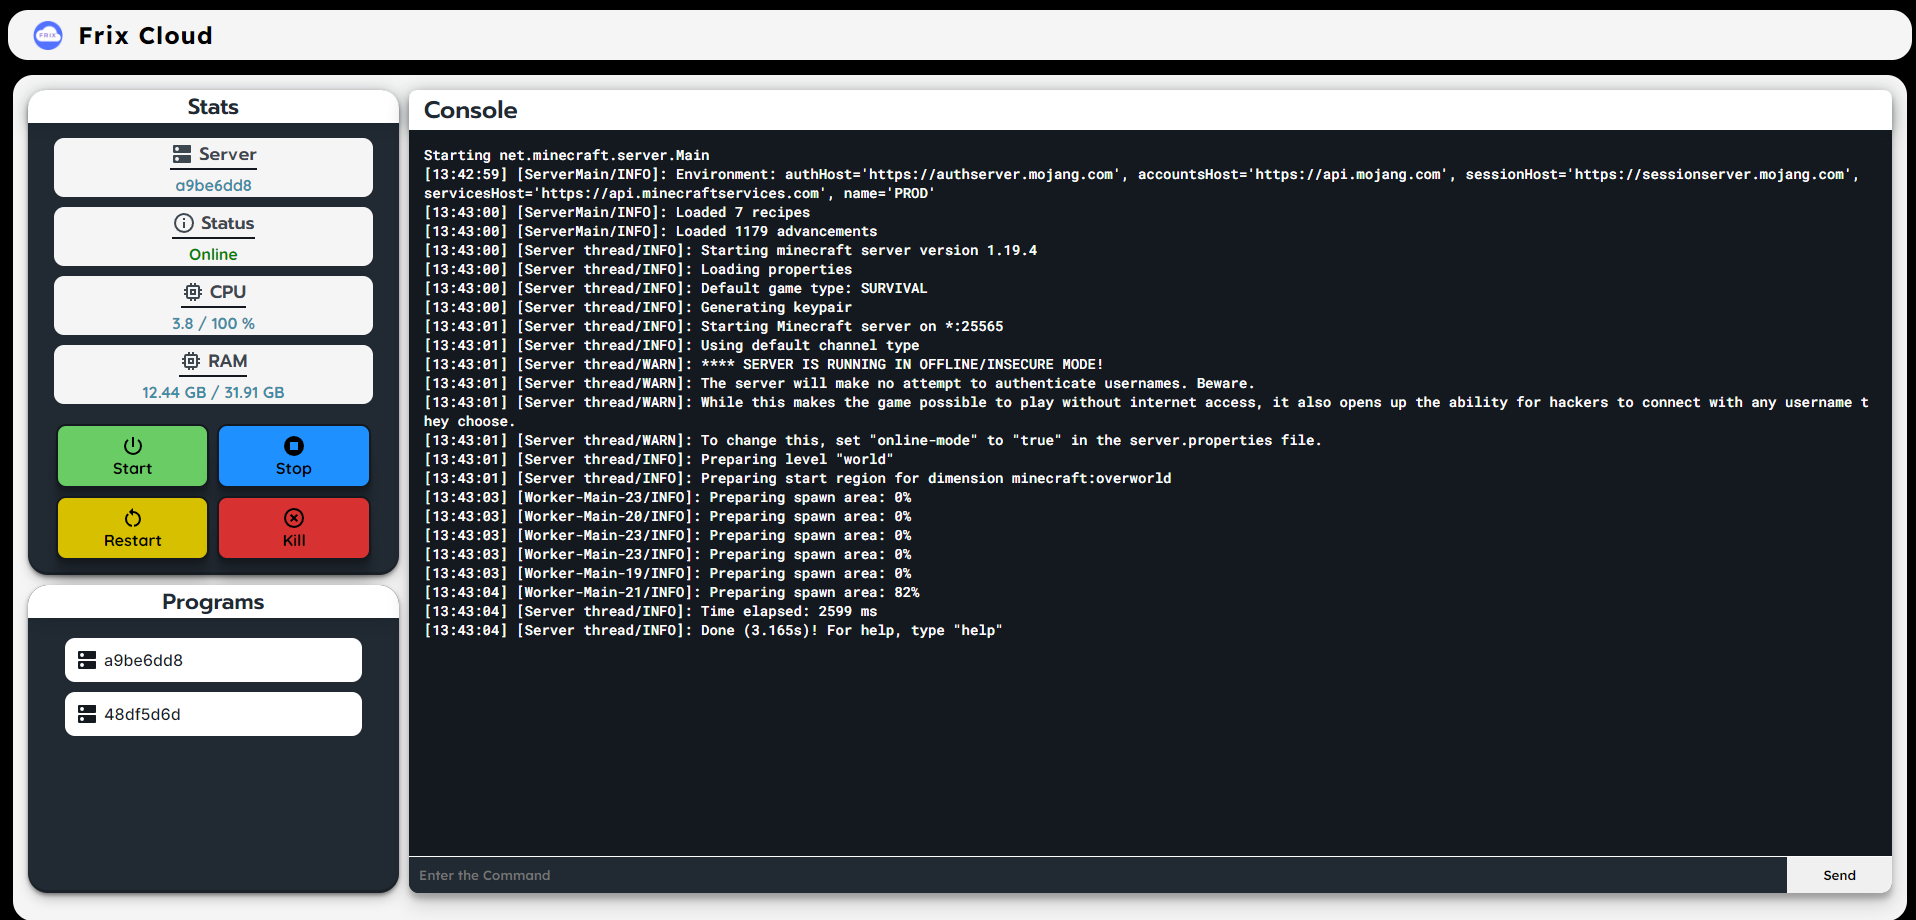 FRIX
Frix Cloud
Stats
Server
a9be6dd8
Status
Online
CPU
3.8 / 100 %
RAM
12.44 GB / 31.91 GB
Start
Stop
Restart
Kill
Programs
a9be6dd8
48df5d6d
Console
Starting net.minecraft.server.Main
[13:42:59] [ServerMain/INFO]: Environment: authHost='https://authserver.mojang.com', accountsHost='https://api.mojang.com', sessionHost='https://sessionserver.mojang.com',
servicesHost='https://api.minecraftservices.com', name='PROD'
[13:43:00] [ServerMain/INFO]: Loaded 7 recipes
[13:43:00] [ServerMain/INFO]: Loaded 1179 advancements
[13:43:00] [Server thread/INFO]: Starting minecraft server version 1.19.4
[13:43:00] [Server thread/INFO]: Loading properties
[13:43:00] [Server thread/INFO]: Default game type: SURVIVAL
[13:43:00] [Server thread/INFO]: Generating keypair
[13:43:01] [Server thread/INFO]: Starting Minecraft server on *:25565
[13:43:01] [Server thread/INFO]: Using default channel type
[13:43:01] [Server thread/WARN]: **** SERVER IS RUNNING IN OFFLINE/INSECURE MODE!
[13:43:01] [Server thread/WARN]: The server will make no attempt to authenticate usernames. Beware.
[13:43:01] [Server thread/WARN]: While this makes the game possible to play without internet access, it also opens up the ability for hackers to connect with any username t
hey choose.
[13:43:01] [Server thread/WARN]: To change this, set "online-mode" to "true" in the server.properties file.
[13:43:01] [Server thread/INFO]: Preparing level "world"
[13:43:01] [Server thread/INFO]: Preparing start region for dimension minecraft:overworld
[13:43:03] [Worker-Main-23/INFO]: Preparing spawn area: 0%
[13:43:03] [Worker-Main-20/INFO]: Preparing spawn area: 0%
[13:43:03] [Worker-Main-23/INFO]: Preparing spawn area: 0%
[13:43:03] [Worker-Main-23/INFO]: Preparing spawn area: 0%
[13:43:03] [Worker-Main-19/INFO]: Preparing spawn area: 0%
[13:43:04] [Worker-Main-21/INFO]: Preparing spawn area: 82%
[13:43:04] [Server thread/INFO]: Time elapsed: 2599 ms
[13:43:04] [Server thread/INFO]: Done (3.165s)! For help, type "help"
Enter the Command
Send